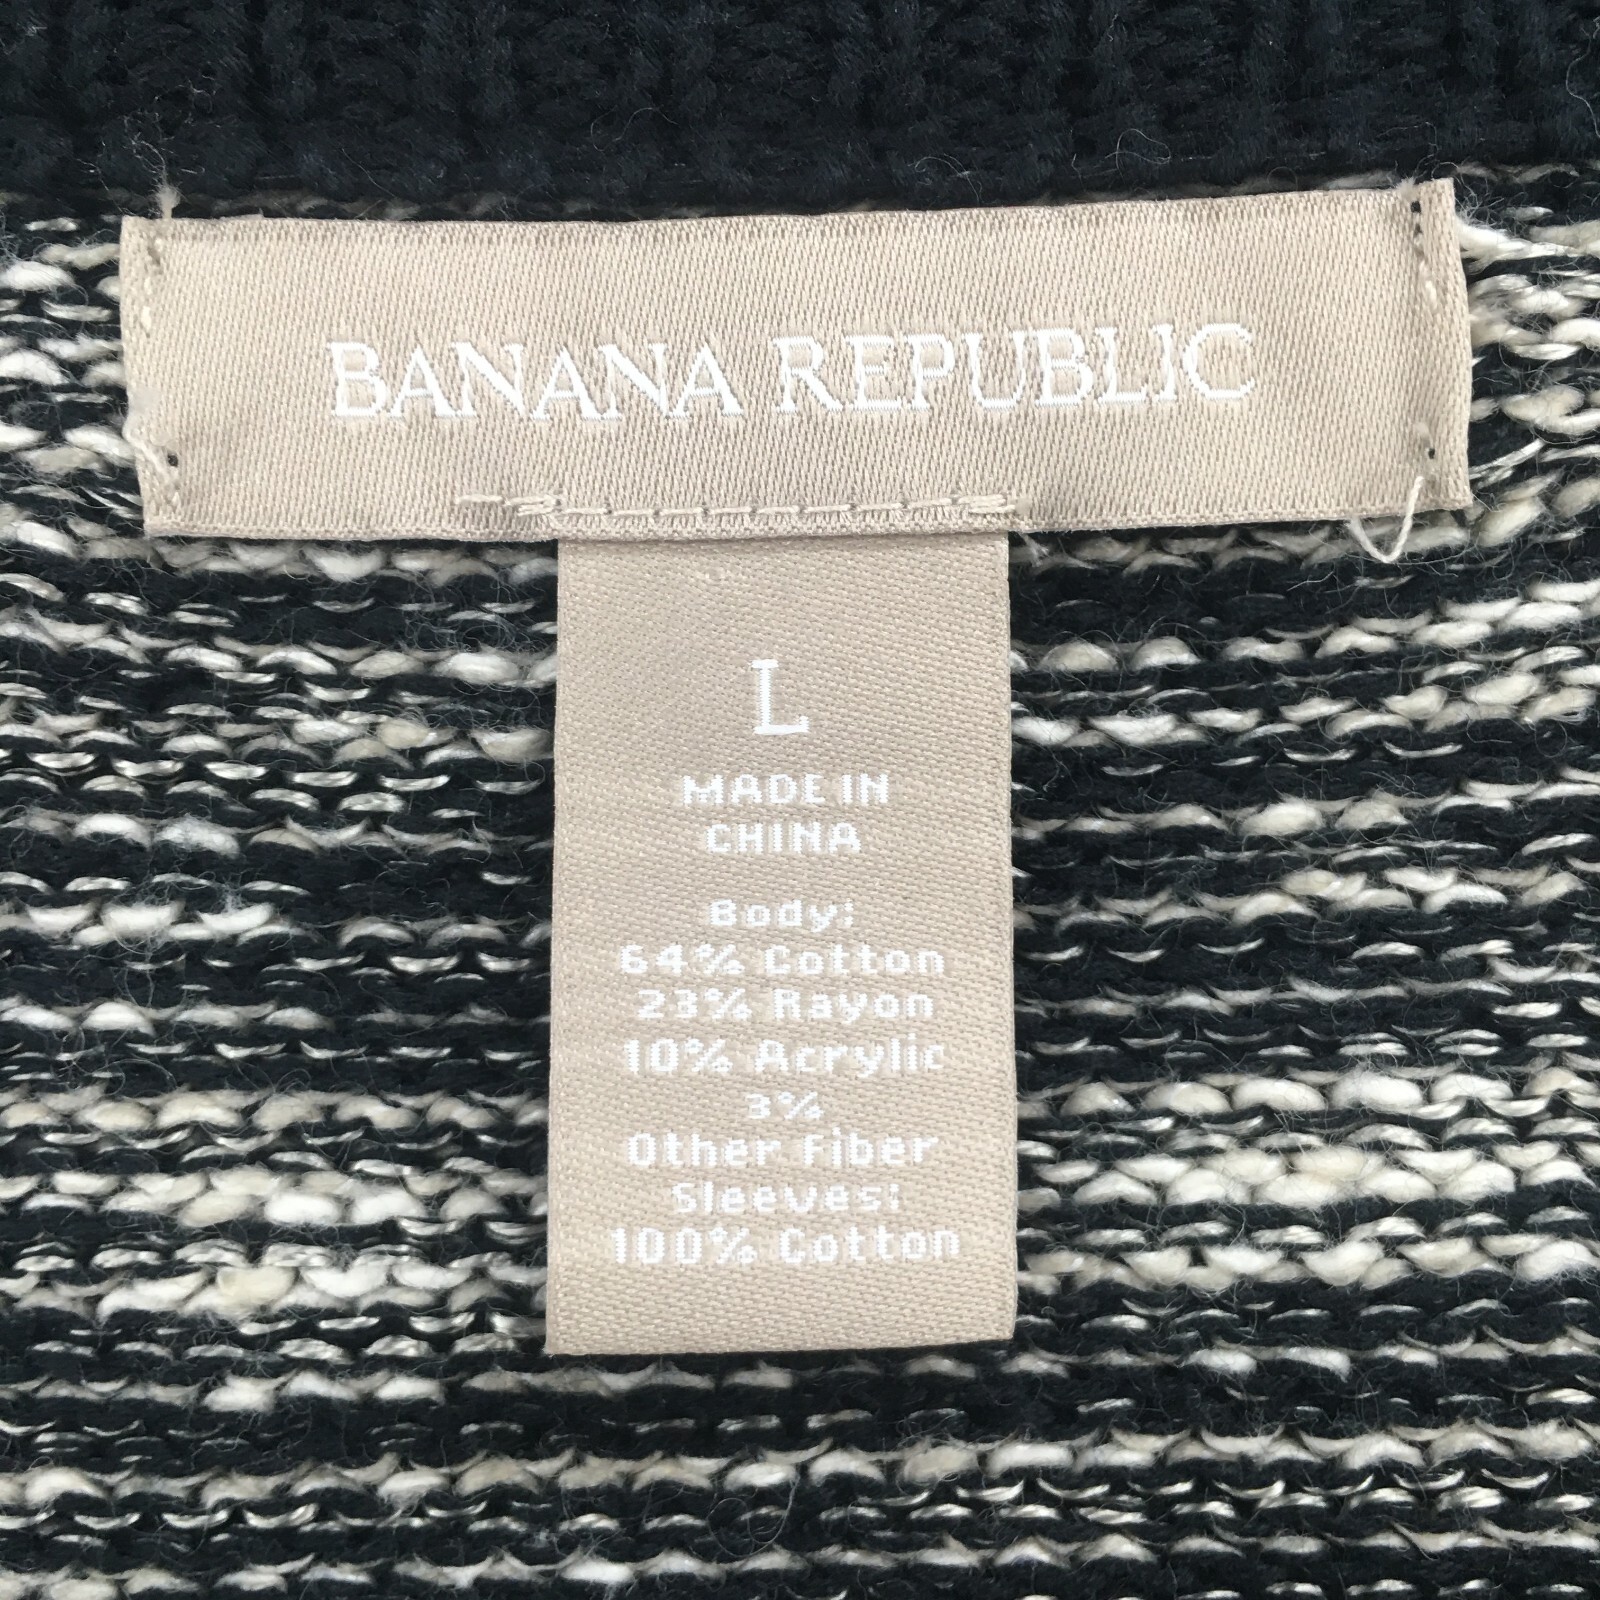 BANANA REPUBLIC
L
MADE IN
CHINA
Body:
64% Cotton
23% Rayon
10% Acrylic
3%
Other Fiber
Sleeves:
100% Cotton